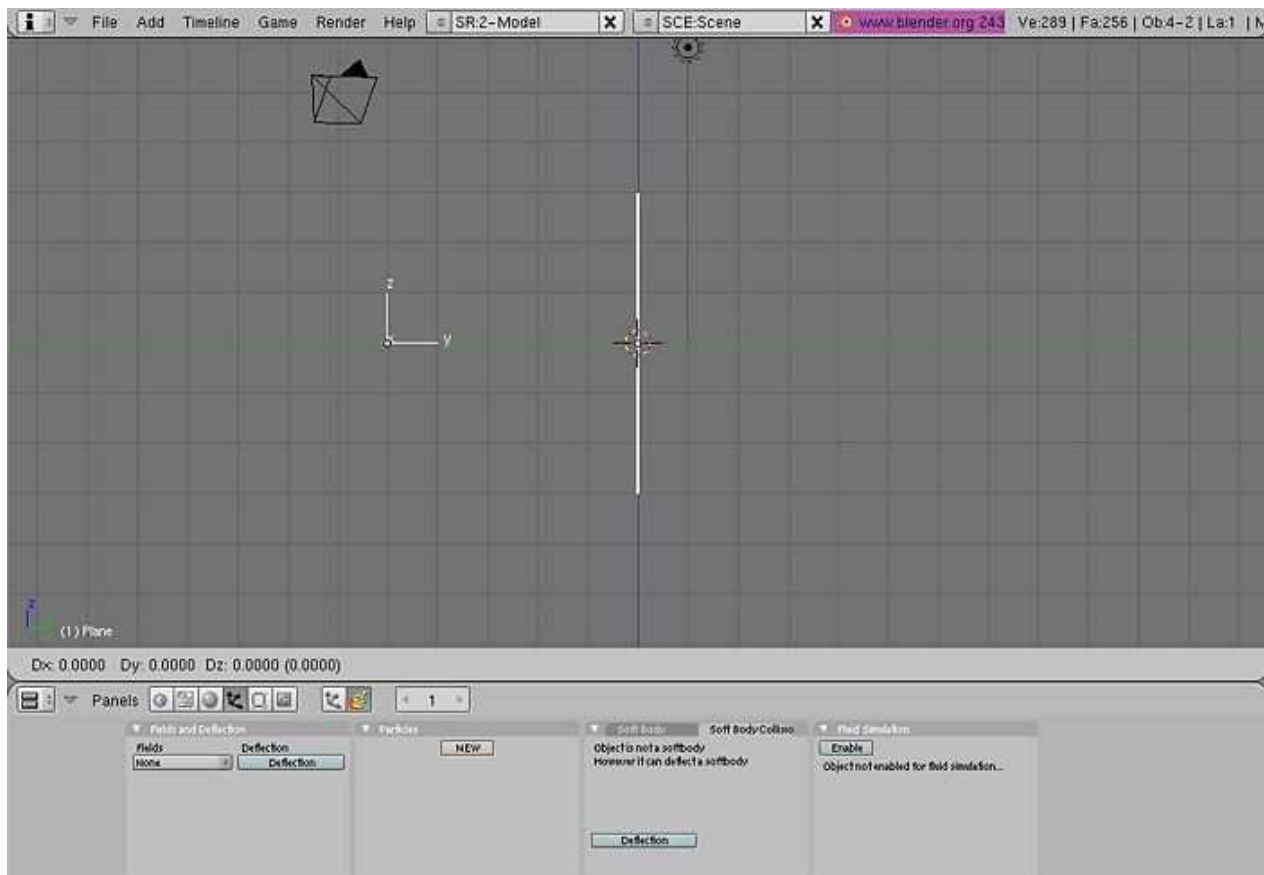 File Add Timeline Game Render Help SR:2-Model SCE:Scene www.blender.org 243 Ve:289 | Fa:256 | Ob:4-2 | La:1 | M
z
y
z
(1) Plane
Dx: 0.0000 Dy: 0.0000 Dz: 0.0000 (0.0000)
Panels 1
Fields and Deflection Particles Soft Body Soft Body Collisio Fluid Simulation
Fields Deflection NEW Object is not a softbody Enable
None Deflection However it can deflect a softbody Object not enabled for fluid simulation...
Deflection